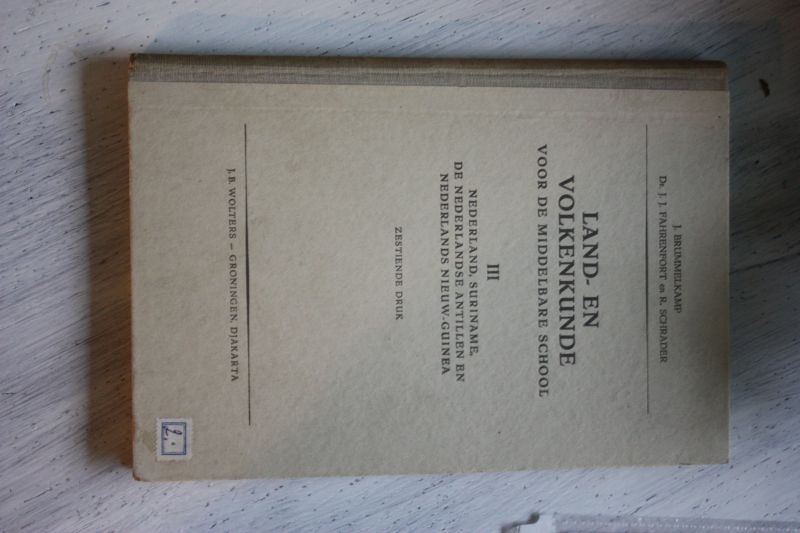 J. BRUMMELKAMP
Dr. J. J. FAHRENFORT en R. SCHRADER
LAND- EN
VOLKENKUNDE
VOOR DE MIDDELBARE SCHOOL
III
NEDERLAND, SURINAME,
DE NEDERLANDSE ANTILLEN EN
NEDERLANDS NIEUW-GUINEA
ZESTIENDE DRUK
J. B. WOLTERS – GRONINGEN, DJAKARTA
2,-